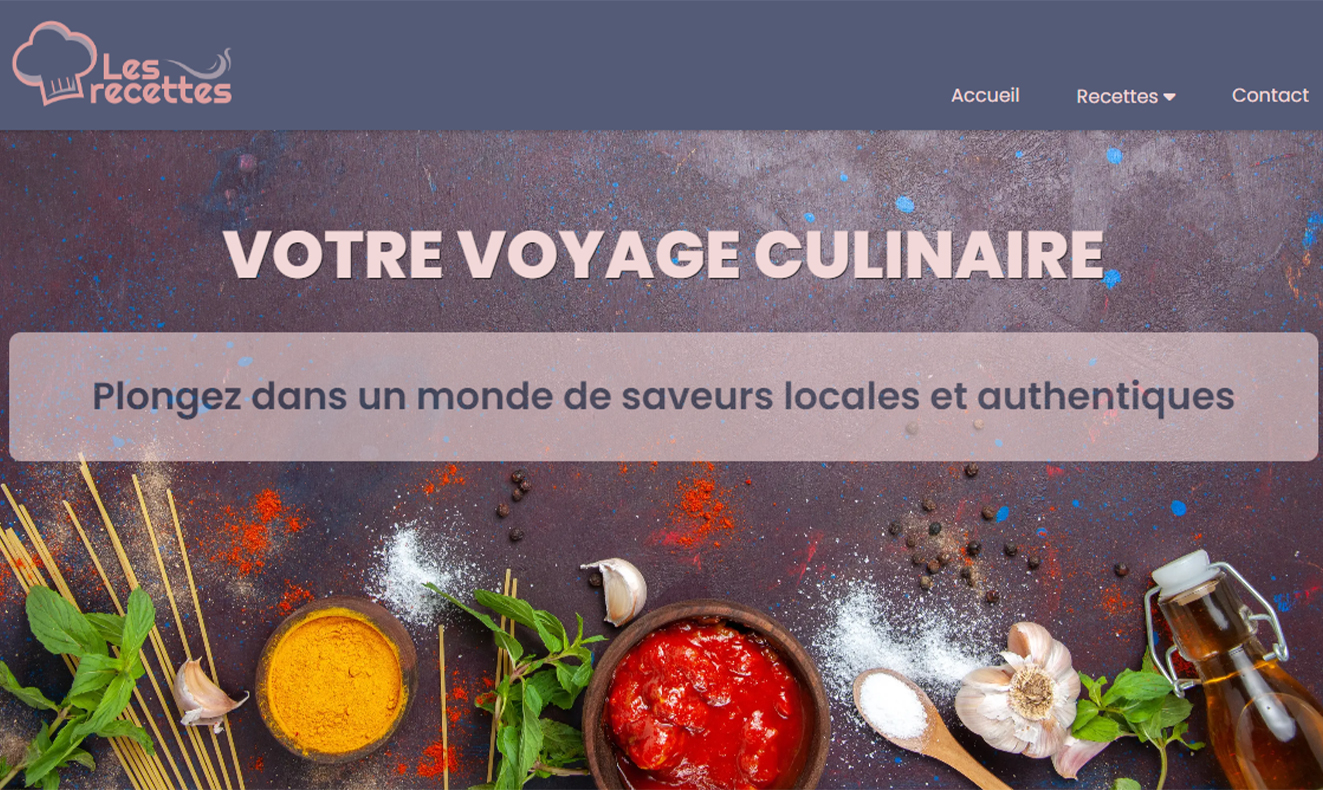 Les
recettes
Accueil
Recettes
Contact
VOTRE VOYAGE CULINAIRE
Plongez dans un monde de saveurs locales et authentiques